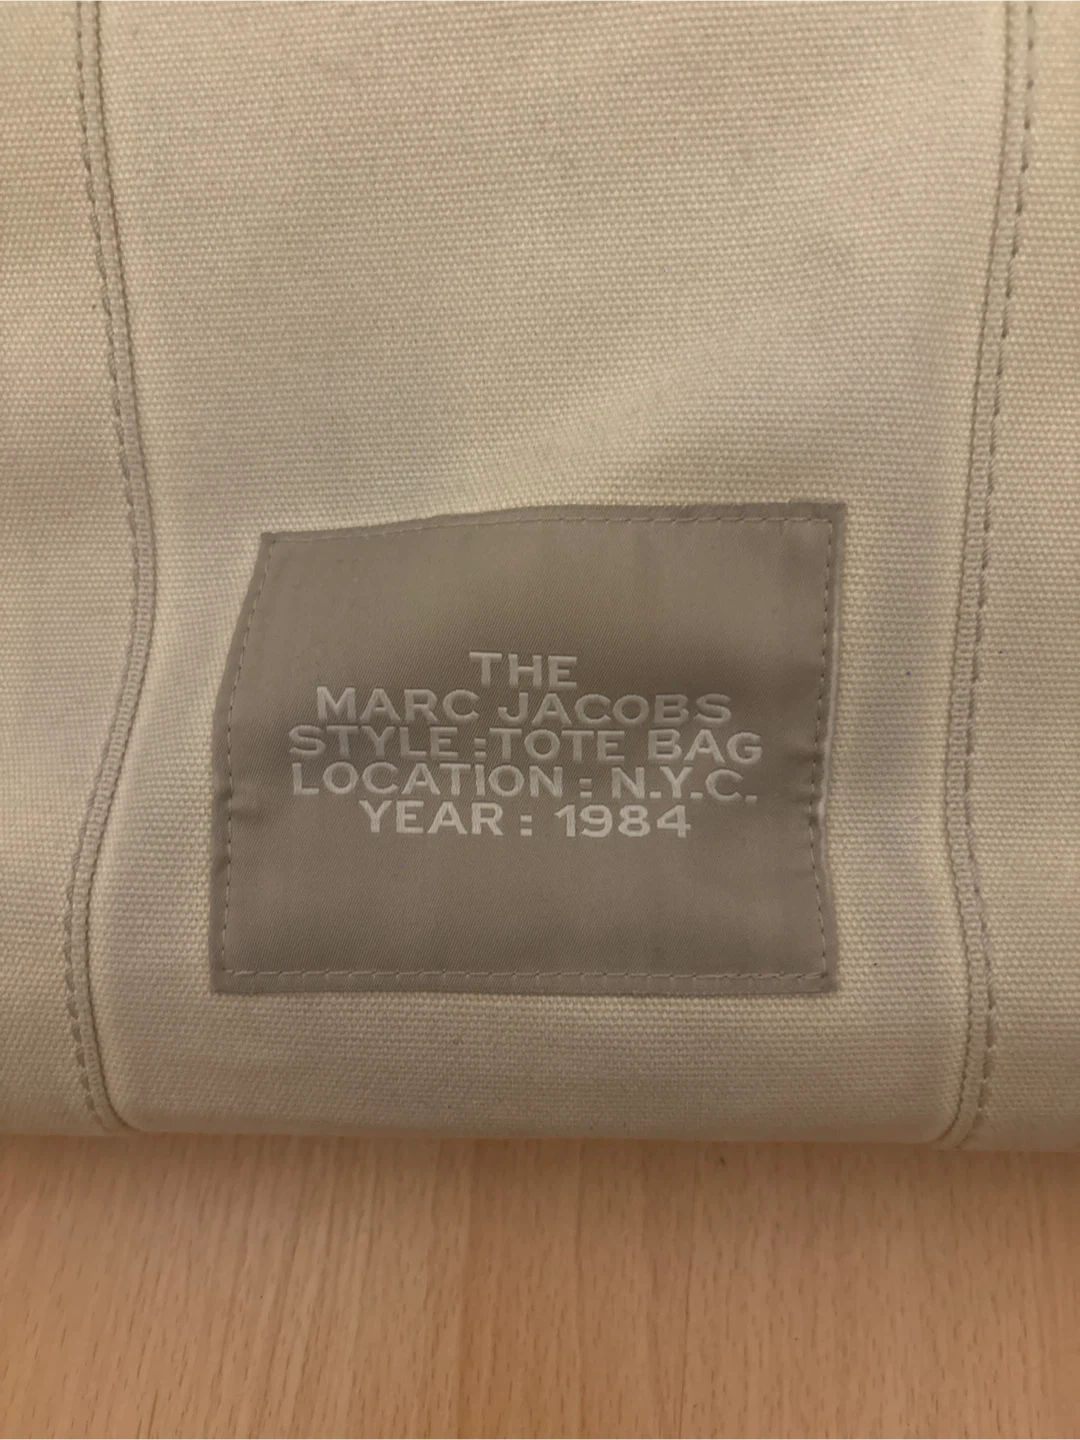 THE
MARC JACOBS
STYLE :TOTE BAG
LOCATION : N.Y.C.
YEAR : 1984